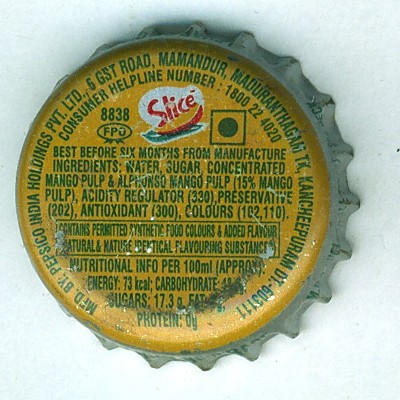 MFD. BY PEPSICO INDIA HOLDINGS PVT. LTD., 6 GST ROAD, MAMANDUR, MADURANTHAGAM TK, KANCHEEPURAM DT.-603111
CONSUMER HELPLINE NUMBER : 1800 22 4020
Slice
8838
FPO
BEST BEFORE SIX MONTHS FROM MANUFACTURE
INGREDIENTS: WATER, SUGAR, CONCENTRATED
MANGO PULP & ALPHONSO MANGO PULP (15% MANGO
PULP), ACIDITY REGULATOR (330),PRESERVATIVE
(202), ANTIOXIDANT (300), COLOURS (102,110).
CONTAINS PERMITTED SYNTHETIC FOOD COLOURS & ADDED FLAVOUR
NATURAL& NATURE IDENTICAL FLAVOURING SUBSTANCES
NUTRITIONAL INFO PER 100ml (APPROX)
ENERGY: 73 kcal; CARBOHYDRATE:
SUGARS: 17.3 g,
PROTEIN: 0g